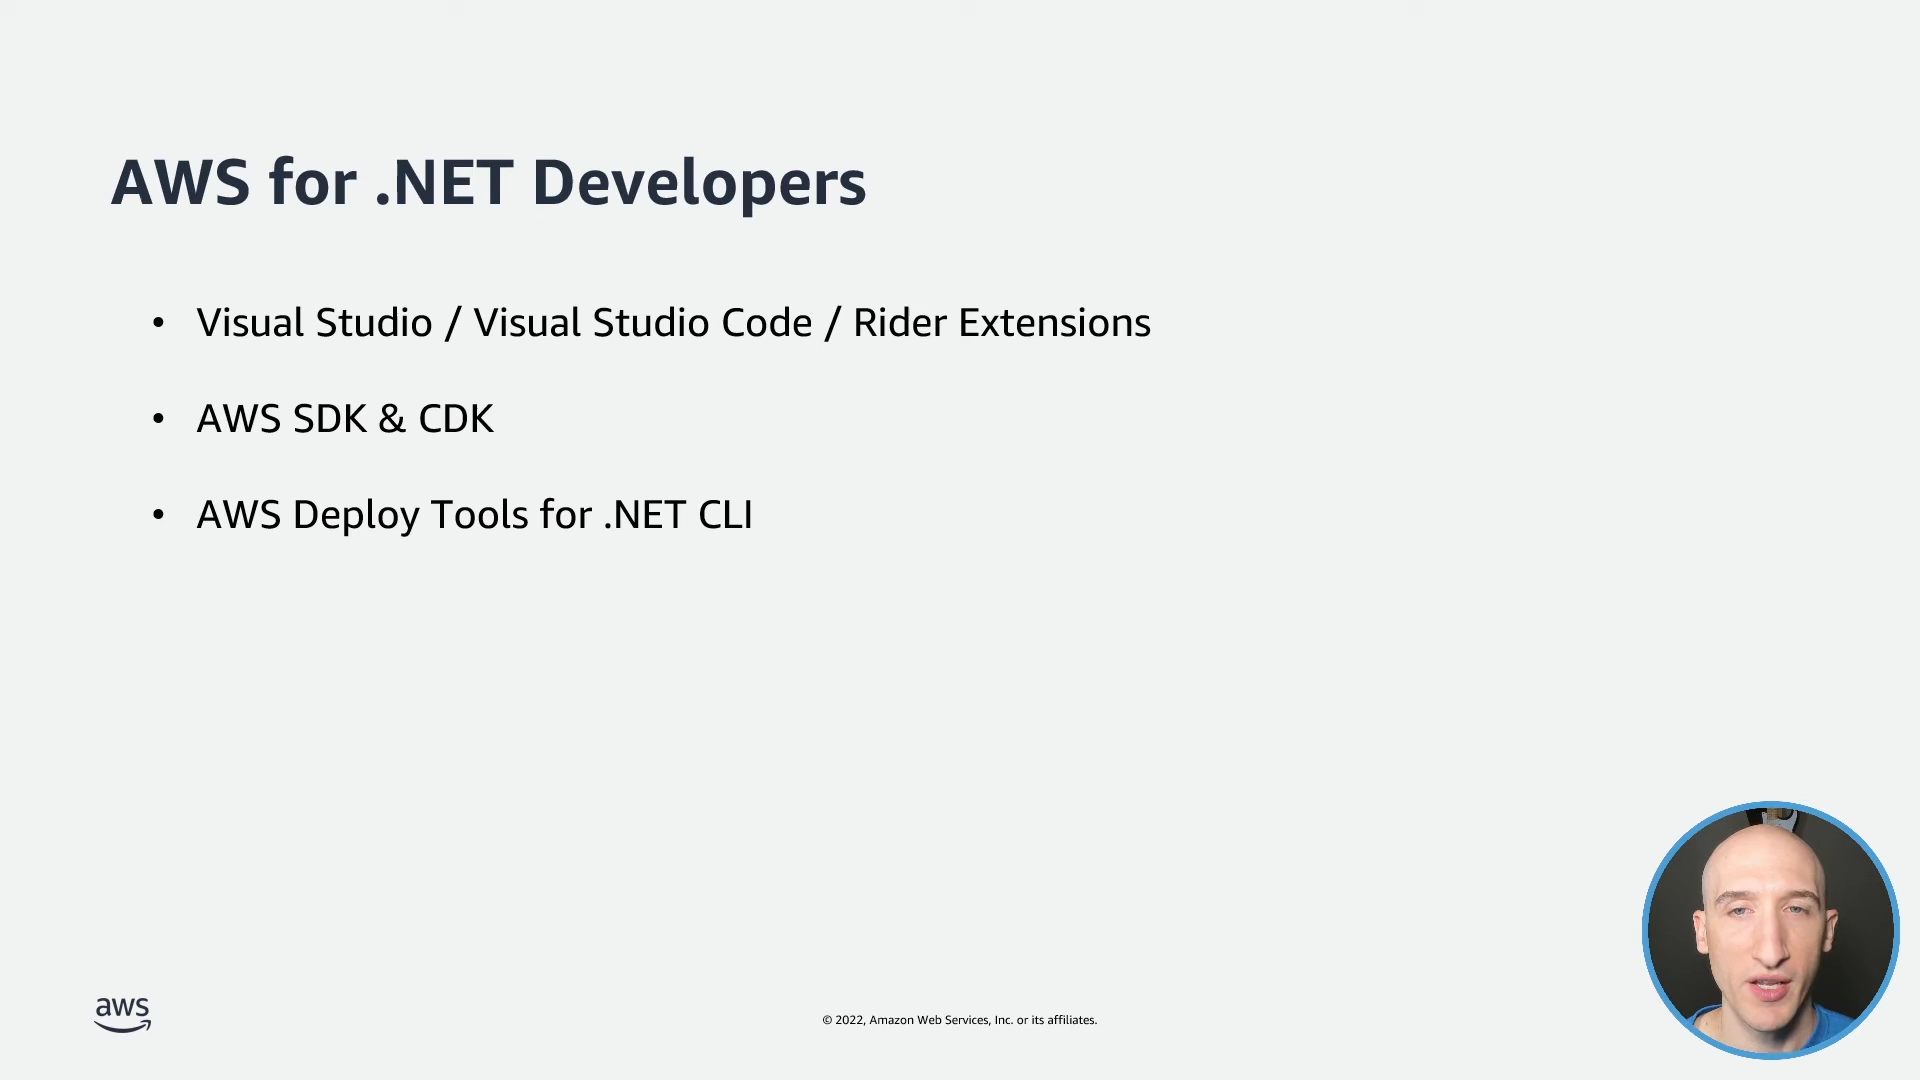 AWS for .NET Developers
• Visual Studio / Visual Studio Code / Rider Extensions
• AWS SDK & CDK
• AWS Deploy Tools for .NET CLI
aws
© 2022, Amazon Web Services, Inc. or its affiliates.